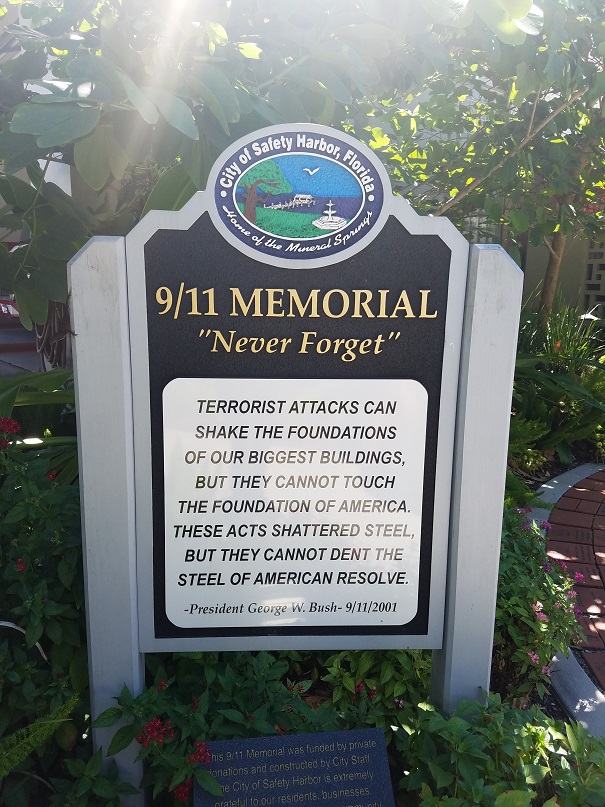 City of Safety Harbor, Florida
Home of the Mineral Springs
9/11 MEMORIAL
"Never Forget"
TERRORIST ATTACKS CAN
SHAKE THE FOUNDATIONS
OF OUR BIGGEST BUILDINGS,
BUT THEY CANNOT TOUCH
THE FOUNDATION OF AMERICA.
THESE ACTS SHATTERED STEEL,
BUT THEY CANNOT DENT THE
STEEL OF AMERICAN RESOLVE.
-President George W. Bush- 9/11/2001
This 9/11 Memorial was funded by private
donations and constructed by City Staff.
The City of Safety Harbor is extremely
grateful to our residents, businesses,